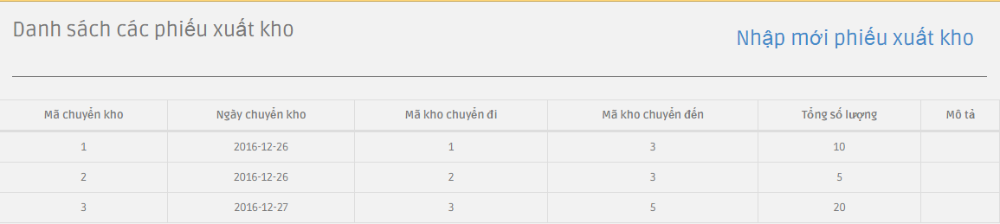 Danh sách các phiếu xuất kho
Nhập mới phiếu xuất kho
Mã chuyển kho Ngày chuyển kho Mã kho chuyển đi Mã kho chuyển đến Tổng số lượng Mô tả
1 2016-12-26 1 3 10
2 2016-12-26 2 3 5
3 2016-12-27 3 5 20